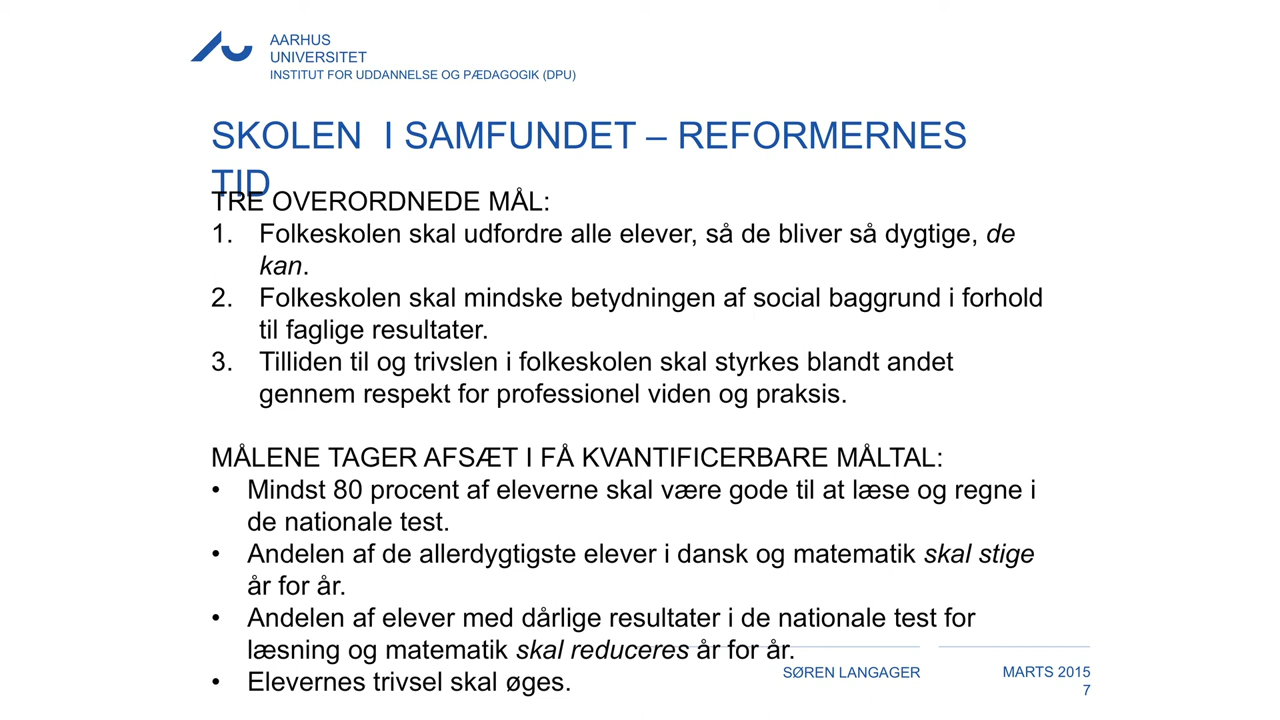 AARHUS
UNIVERSITET
INSTITUT FOR UDDANNELSE OG PÆDAGOGIK (DPU)
SKOLEN I SAMFUNDET – REFORMERNES
TID
TRE OVERORDNEDE MÅL:
1. Folkeskolen skal udfordre alle elever, så de bliver så dygtige, de
kan.
2. Folkeskolen skal mindske betydningen af social baggrund i forhold
til faglige resultater.
3. Tilliden til og trivslen i folkeskolen skal styrkes blandt andet
gennem respekt for professionel viden og praksis.
MÅLENE TAGER AFSÆT I FÅ KVANTIFICERBARE MÅLTAL:
• Mindst 80 procent af eleverne skal være gode til at læse og regne i
de nationale test.
• Andelen af de allerdygtigste elever i dansk og matematik skal stige
år for år.
• Andelen af elever med dårlige resultater i de nationale test for
læsning og matematik skal reduceres år for år.
• Elevernes trivsel skal øges.
SØREN LANGAGER
MARTS 2015
7